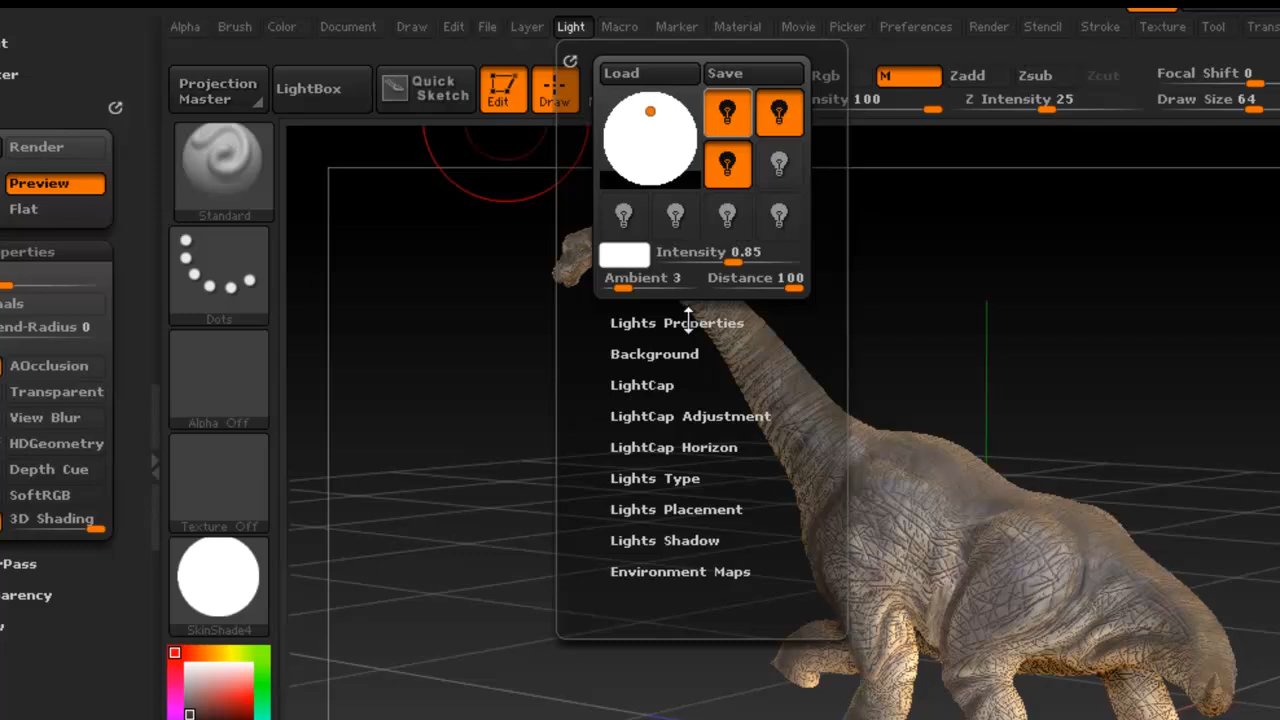 Alpha Brush Color Document Draw Edit File Layer Light Macro Marker Material Movie Picker Preferences Render Stencil Stroke Texture Tool Trans
t
ter
Projection Master
LightBox
Quick Sketch
Edit
Draw
Rgb
M
Zadd
Zsub
Zcut
Focal Shift 0
nsity 100
Z Intensity 25
Draw Size 64
Load
Save
Intensity 0.85
Ambient 3
Distance 100
Lights Properties
Background
LightCap
LightCap Adjustment
LightCap Horizon
Lights Type
Lights Placement
Lights Shadow
Environment Maps
Render
Preview
Flat
perties
als
end-Radius 0
AOcclusion
Transparent
View Blur
HDGeometry
Depth Cue
SoftRGB
3D Shading
rPass
arency
Standard
Dots
Alpha Off
Texture Off
SkinShade4